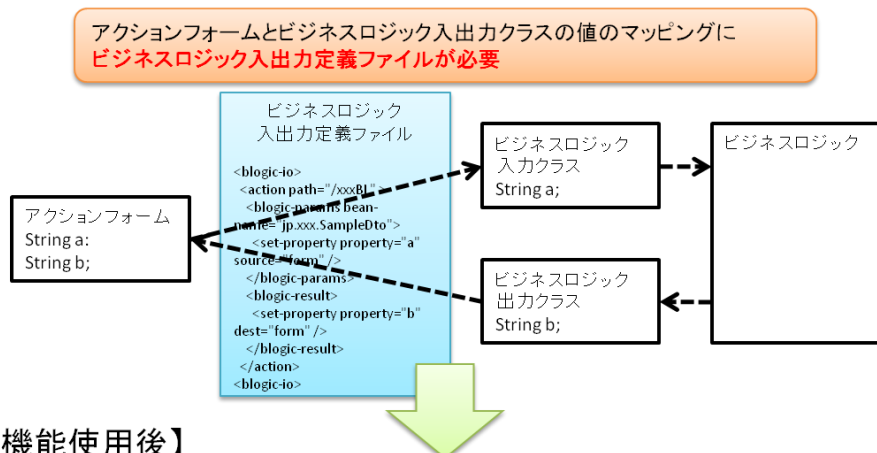 アクションフォームとビジネスロジック入出力クラスの値のマッピングに
ビジネスロジック入出力定義ファイルが必要
ビジネスロジック
入出力定義ファイル
<blogic-io>
<action path="/xxxBL">
<blogic-params bean-
name="jp.xxx.SampleDto">
<set-property property="a"
source="form" />
</blogic-params>
<blogic-result>
<set-property property="b"
dest="form" />
</blogic-result>
</action>
<blogic-io>
アクションフォーム
String a:
String b;
ビジネスロジック
入力クラス
String a;
ビジネスロジック
出力クラス
String b;
ビジネスロジック
機能使用後】